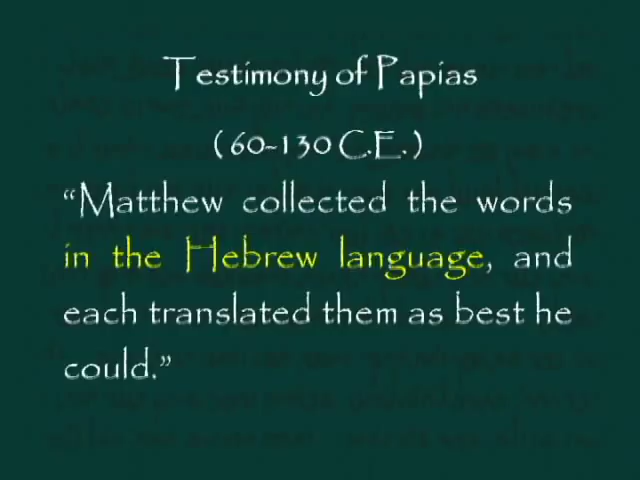 Testimony of Papias
(60-130 C.E.)
“Matthew collected the words
in the Hebrew language, and
each translated them as best he
could.”